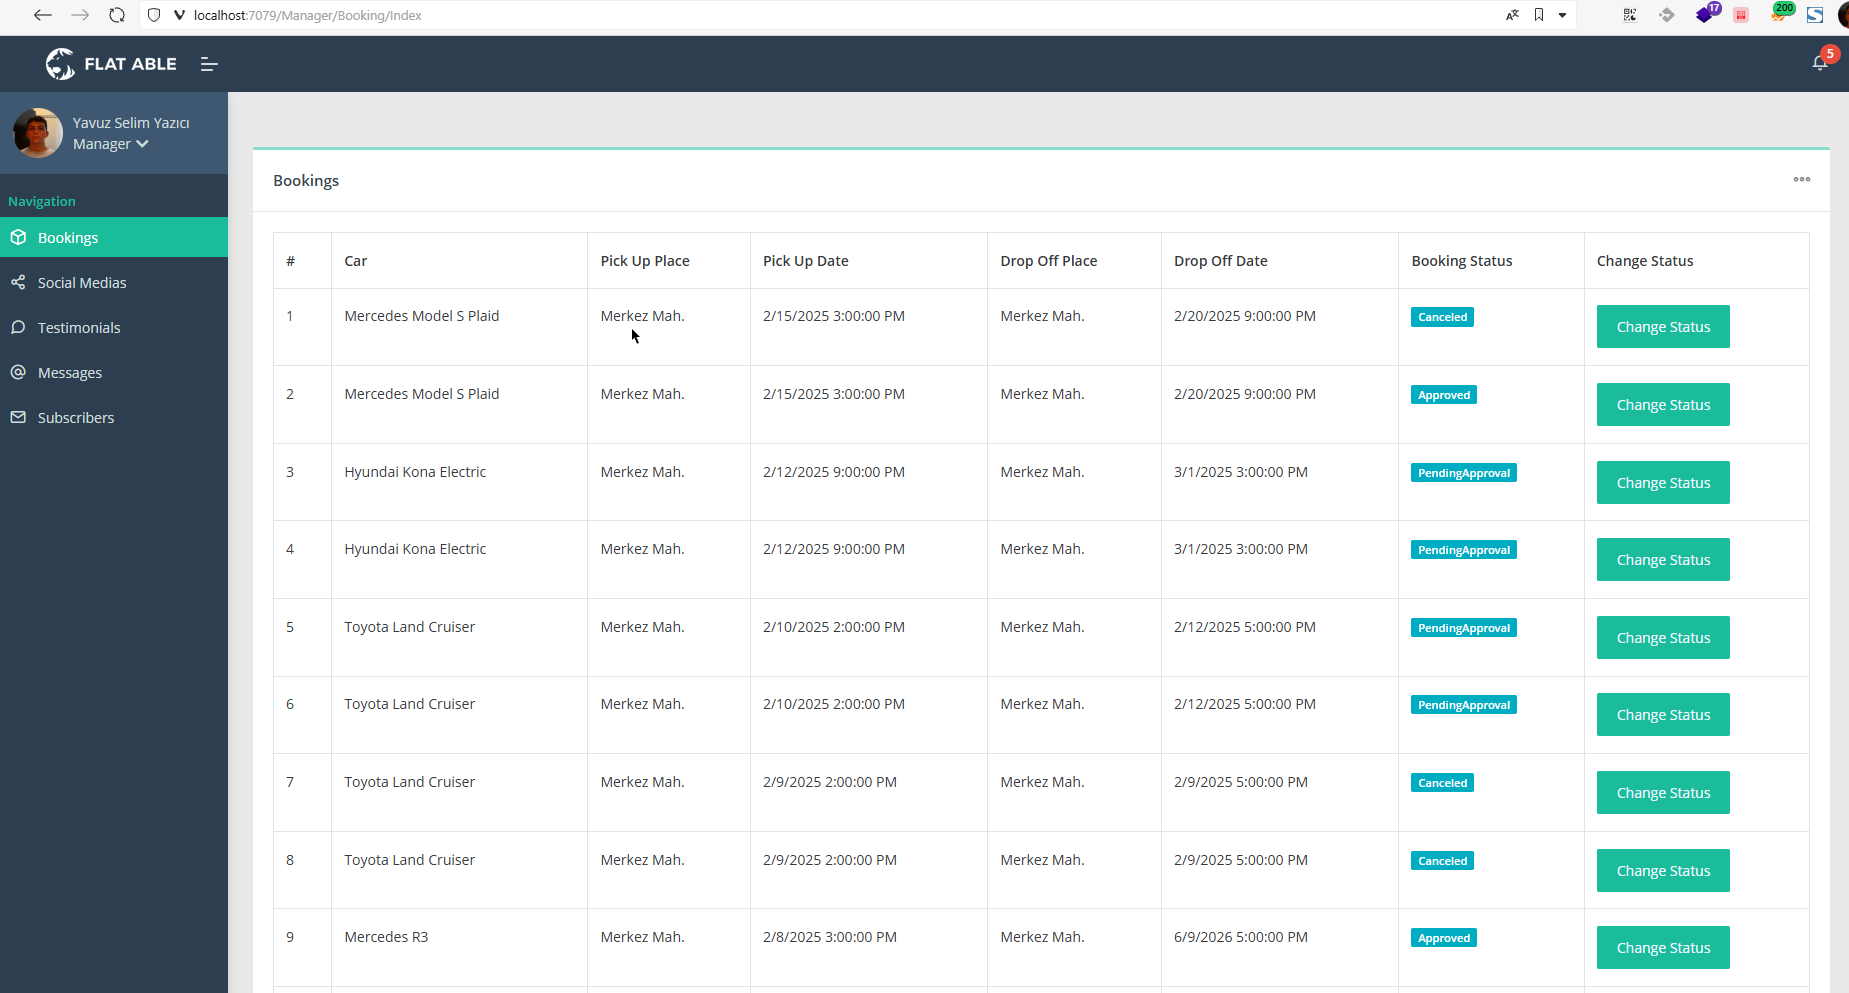 localhost:7079/Manager/Booking/Index
17
200
FLAT ABLE
5
Yavuz Selim Yazıcı
Manager
Navigation
Bookings
Social Medias
Testimonials
Messages
Subscribers
Bookings
# Car Pick Up Place Pick Up Date Drop Off Place Drop Off Date Booking Status Change Status
1 Mercedes Model S Plaid Merkez Mah. 2/15/2025 3:00:00 PM Merkez Mah. 2/20/2025 9:00:00 PM Canceled Change Status
2 Mercedes Model S Plaid Merkez Mah. 2/15/2025 3:00:00 PM Merkez Mah. 2/20/2025 9:00:00 PM Approved Change Status
3 Hyundai Kona Electric Merkez Mah. 2/12/2025 9:00:00 PM Merkez Mah. 3/1/2025 3:00:00 PM PendingApproval Change Status
4 Hyundai Kona Electric Merkez Mah. 2/12/2025 9:00:00 PM Merkez Mah. 3/1/2025 3:00:00 PM PendingApproval Change Status
5 Toyota Land Cruiser Merkez Mah. 2/10/2025 2:00:00 PM Merkez Mah. 2/12/2025 5:00:00 PM PendingApproval Change Status
6 Toyota Land Cruiser Merkez Mah. 2/10/2025 2:00:00 PM Merkez Mah. 2/12/2025 5:00:00 PM PendingApproval Change Status
7 Toyota Land Cruiser Merkez Mah. 2/9/2025 2:00:00 PM Merkez Mah. 2/9/2025 5:00:00 PM Canceled Change Status
8 Toyota Land Cruiser Merkez Mah. 2/9/2025 2:00:00 PM Merkez Mah. 2/9/2025 5:00:00 PM Canceled Change Status
9 Mercedes R3 Merkez Mah. 2/8/2025 3:00:00 PM Merkez Mah. 6/9/2026 5:00:00 PM Approved Change Status